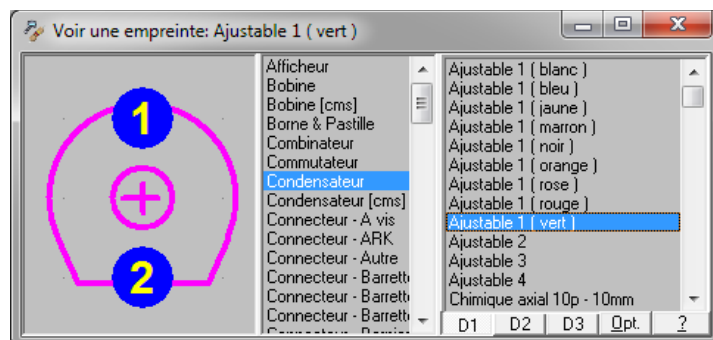 Voir une empreinte: Ajustable 1 ( vert )
1
2
Afficheur
Bobine
Bobine [cms]
Borne & Pastille
Combinateur
Commutateur
Condensateur
Condensateur [cms]
Connecteur - A vis
Connecteur - ARK
Connecteur - Autre
Connecteur - Barrett
Connecteur - Barrett
Connecteur - Barrett
Ajustable 1 ( blanc )
Ajustable 1 ( bleu )
Ajustable 1 ( jaune )
Ajustable 1 ( marron )
Ajustable 1 ( noir )
Ajustable 1 ( orange )
Ajustable 1 ( rose )
Ajustable 1 ( rouge )
Ajustable 1 ( vert )
Ajustable 2
Ajustable 3
Ajustable 4
Chimique axial 10p - 10mm
D1 D2 D3 Opt. ?